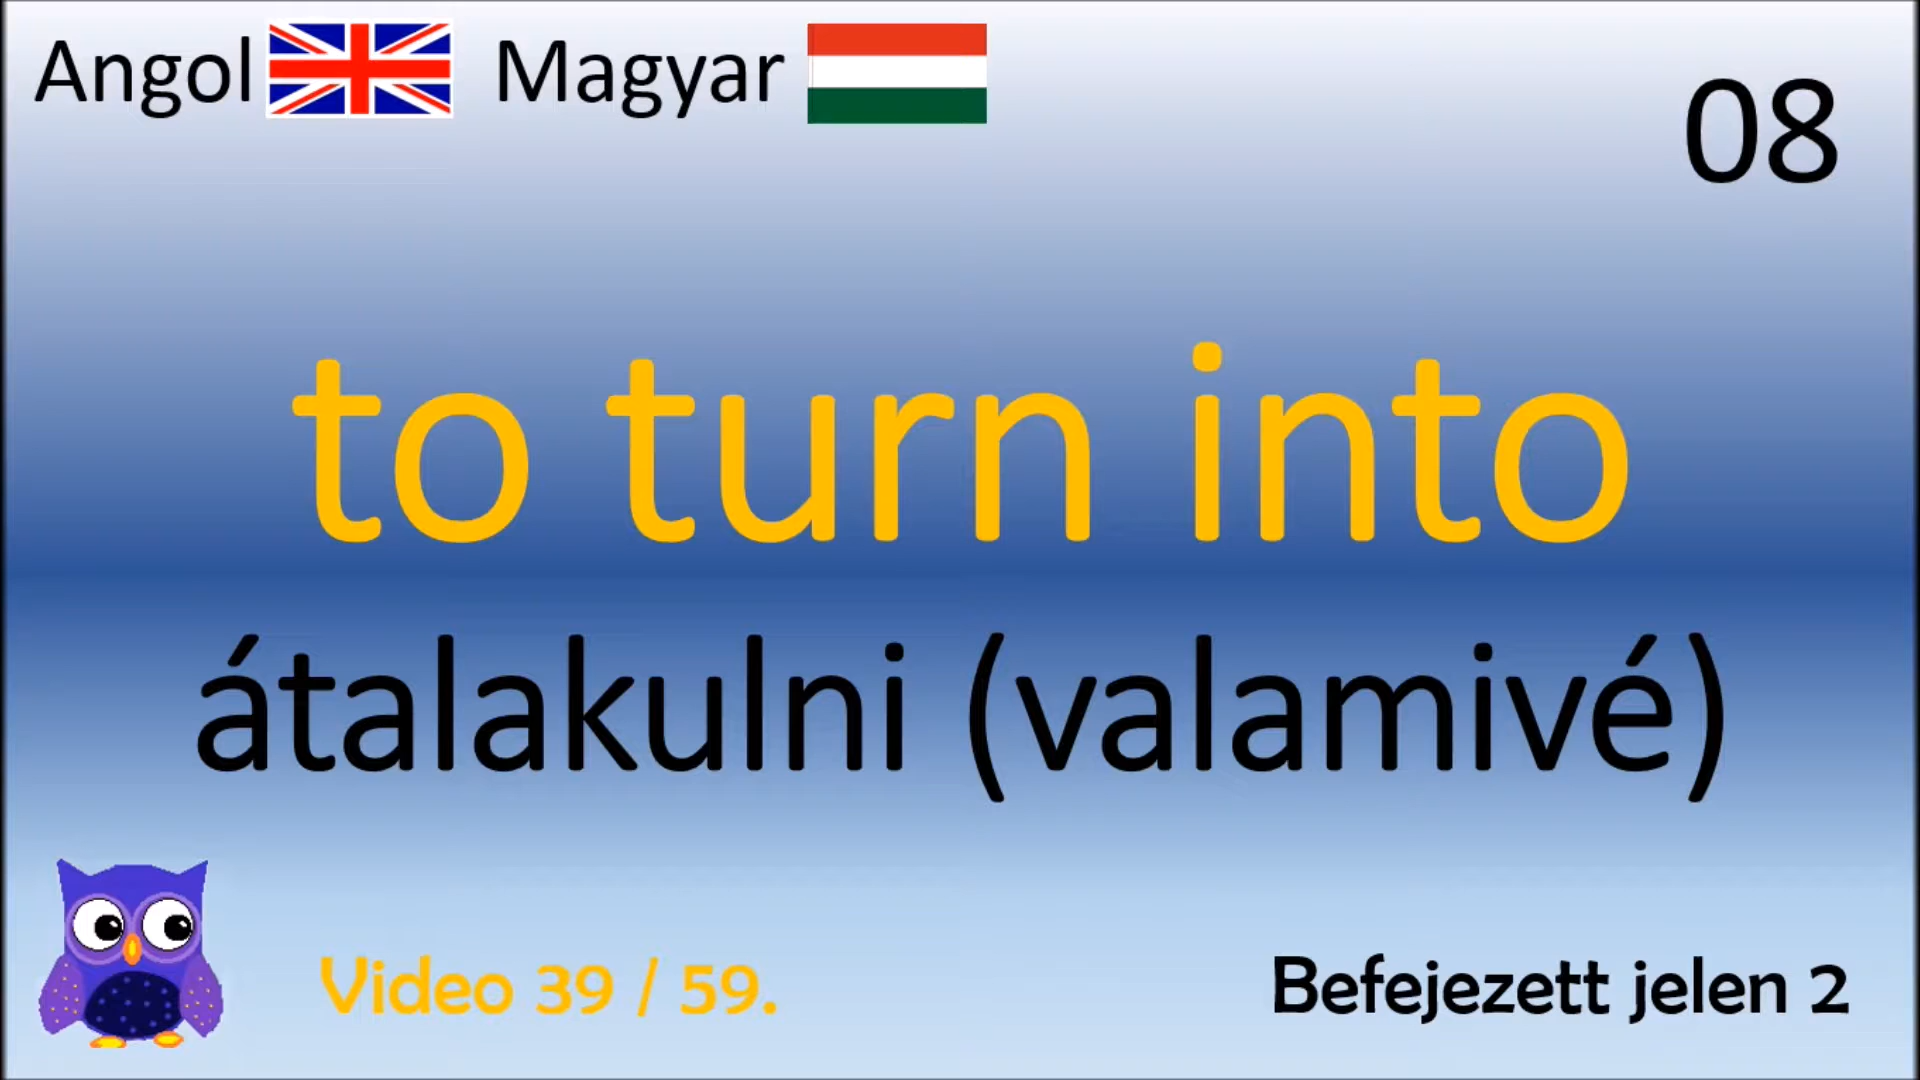 Angol Magyar
08
to turn into
átalakulni (valamivé)
Video 39 / 59.
Befejezett jelen 2